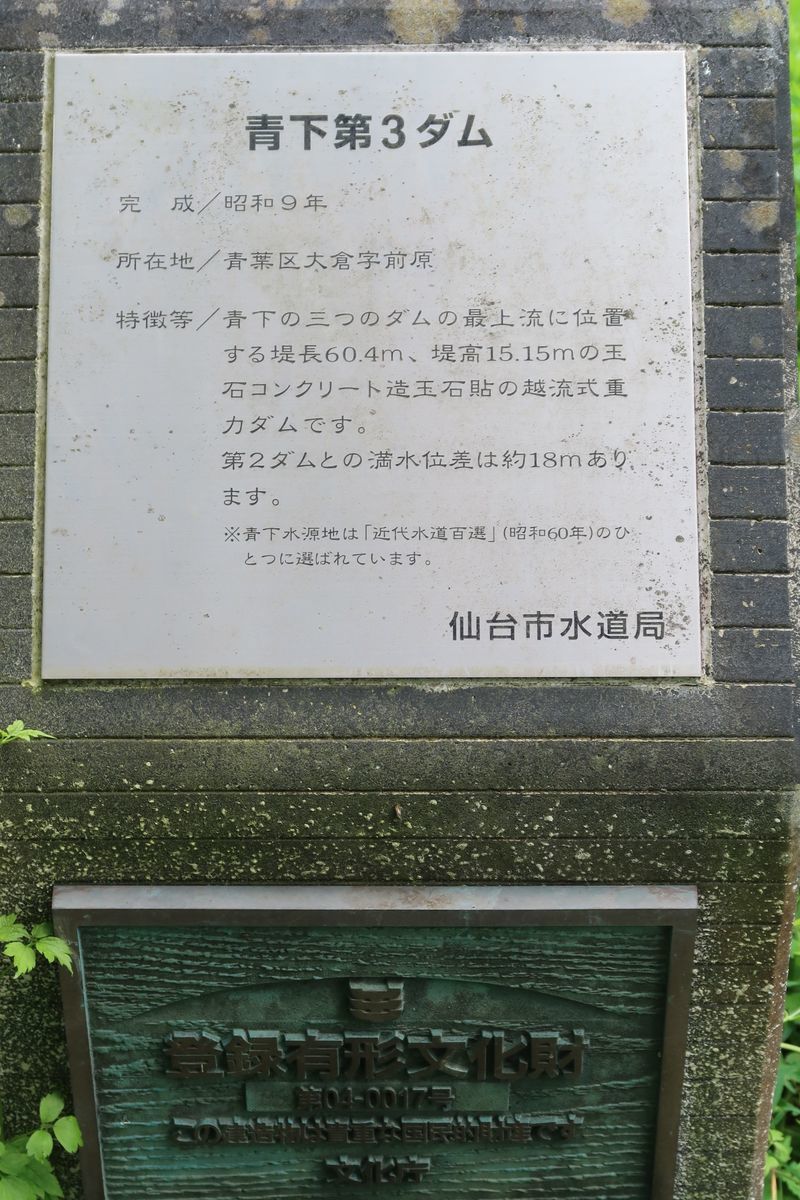 青下第3ダム
完　成／昭和9年
所在地／青葉区大倉字前原
特徴等／青下の三つのダムの最上流に位置
する堤長60.4m、堤高15.15mの玉
石コンクリート造玉石貼の越流式重
力ダムです。
第2ダムとの満水位差は約18mあり
ます。
※青下水源地は「近代水道百選」(昭和60年)のひ
とつに選ばれています。
仙台市水道局
登録有形文化財
第04-0017号
この建造物は貴重な国民的財産です
文化庁